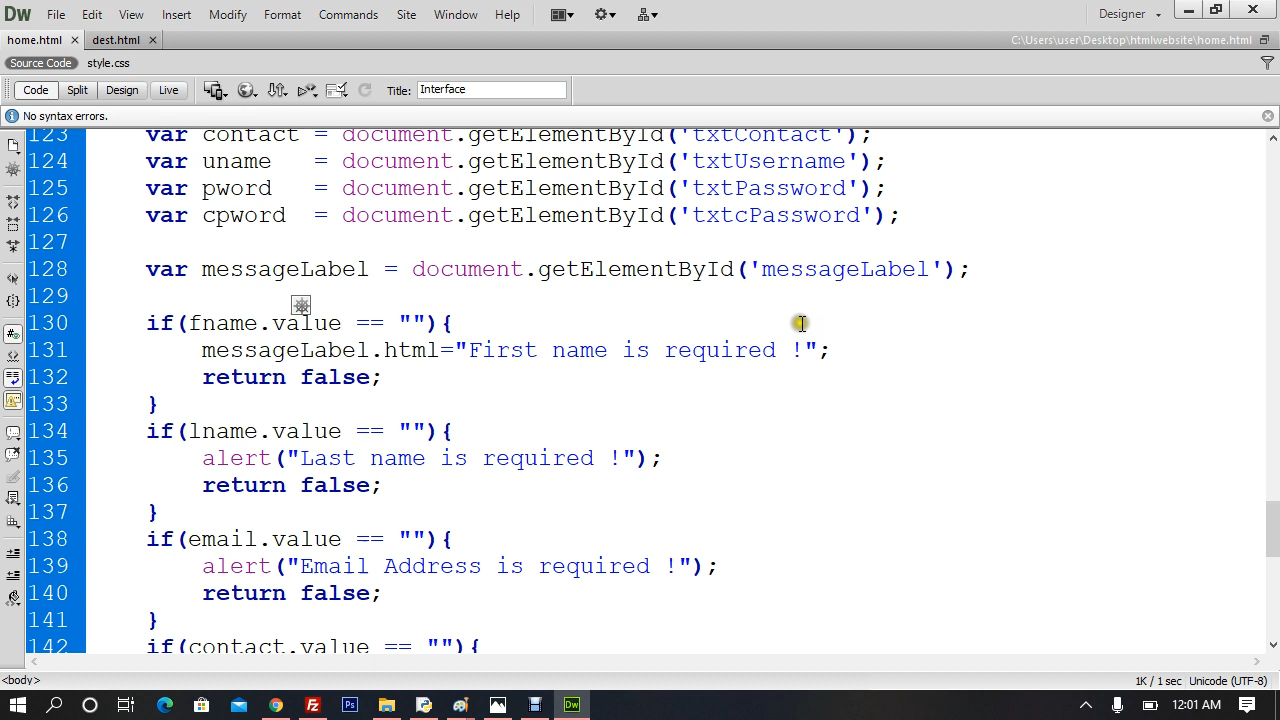 Dw File Edit View Insert Modify Format Commands Site Window Help Designer
home.html × dest.html × C:\Users\user\Desktop\htmlwebsite\home.html
Source Code style.css
Code Split Design Live Title: Interface
No syntax errors.
123 var contact = document.getElementById('txtContact');
124 var uname = document.getElementById('txtUsername');
125 var pword = document.getElementById('txtPassword');
126 var cpword = document.getElementById('txtcPassword');
127
128 var messageLabel = document.getElementById('messageLabel');
129
130 if(fname.value == ""){
131 messageLabel.html="First name is required !";
132 return false;
133 }
134 if(lname.value == ""){
135 alert("Last name is required !");
136 return false;
137 }
138 if(email.value == ""){
139 alert("Email Address is required !");
140 return false;
141 }
142 if(contact.value == ""){
<body> 1K / 1 sec Unicode (UTF-8)
Fz Ps Dw 12:01 AM